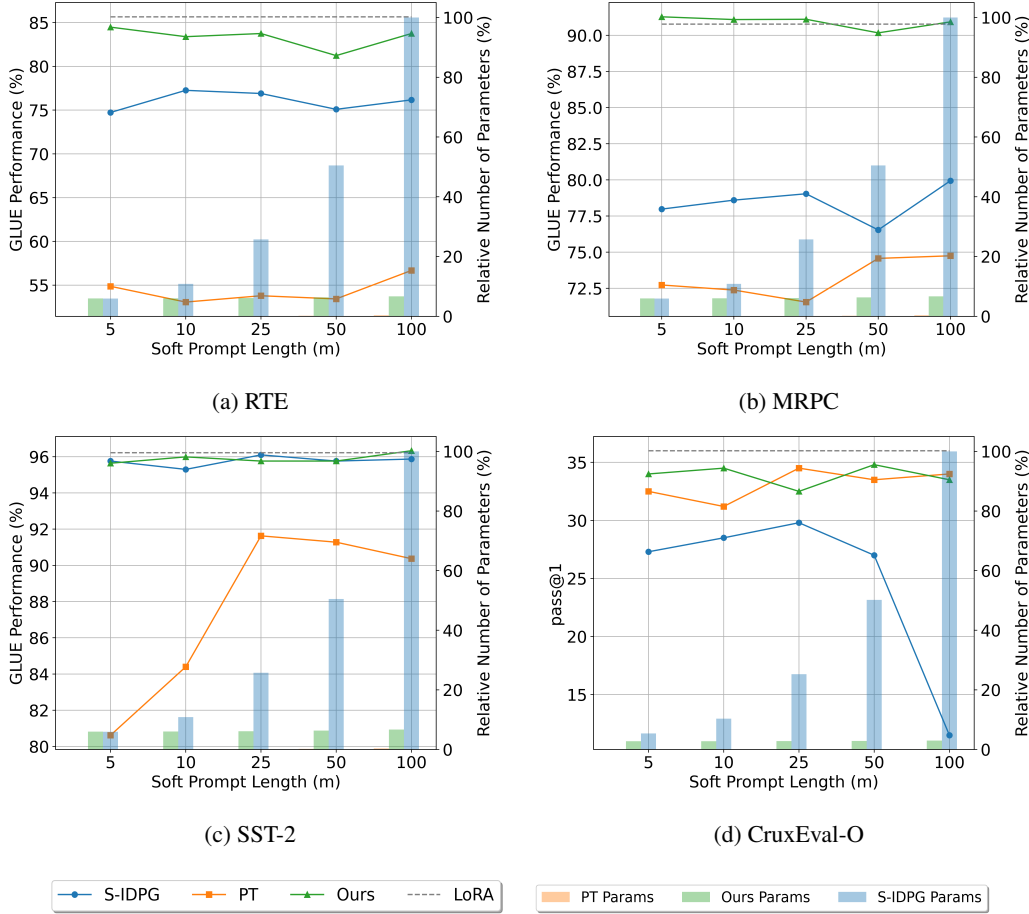 GLUE Performance (%)
85
80
75
70
65
60
55
100
80
60
40
20
0
Relative Number of Parameters (%)
5 10 25 50 100
Soft Prompt Length (m)
(a) RTE
GLUE Performance (%)
90.0
87.5
85.0
82.5
80.0
77.5
75.0
72.5
100
80
60
40
20
0
Relative Number of Parameters (%)
5 10 25 50 100
Soft Prompt Length (m)
(b) MRPC
GLUE Performance (%)
96
94
92
90
88
86
84
82
80
100
80
60
40
20
0
Relative Number of Parameters (%)
5 10 25 50 100
Soft Prompt Length (m)
(c) SST-2
pass@1
35
30
25
20
15
100
80
60
40
20
0
Relative Number of Parameters (%)
5 10 25 50 100
Soft Prompt Length (m)
(d) CruxEval-O
S-IDPG PT Ours LoRA
PT Params Ours Params S-IDPG Params